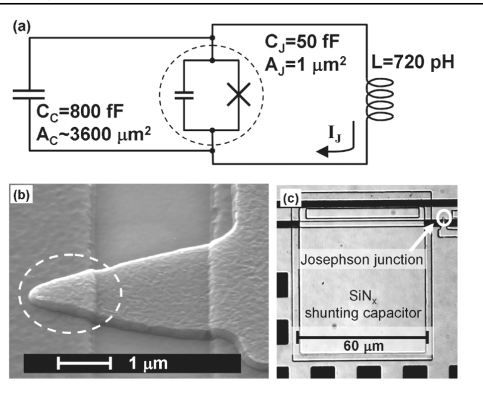 (a)
C_J=50 fF
A_J=1 μm²
L=720 pH
C_C=800 fF
A_C~3600 μm²
I_J
(b)
1 μm
(c)
Josephson junction
SiN_x
shunting capacitor
60 μm